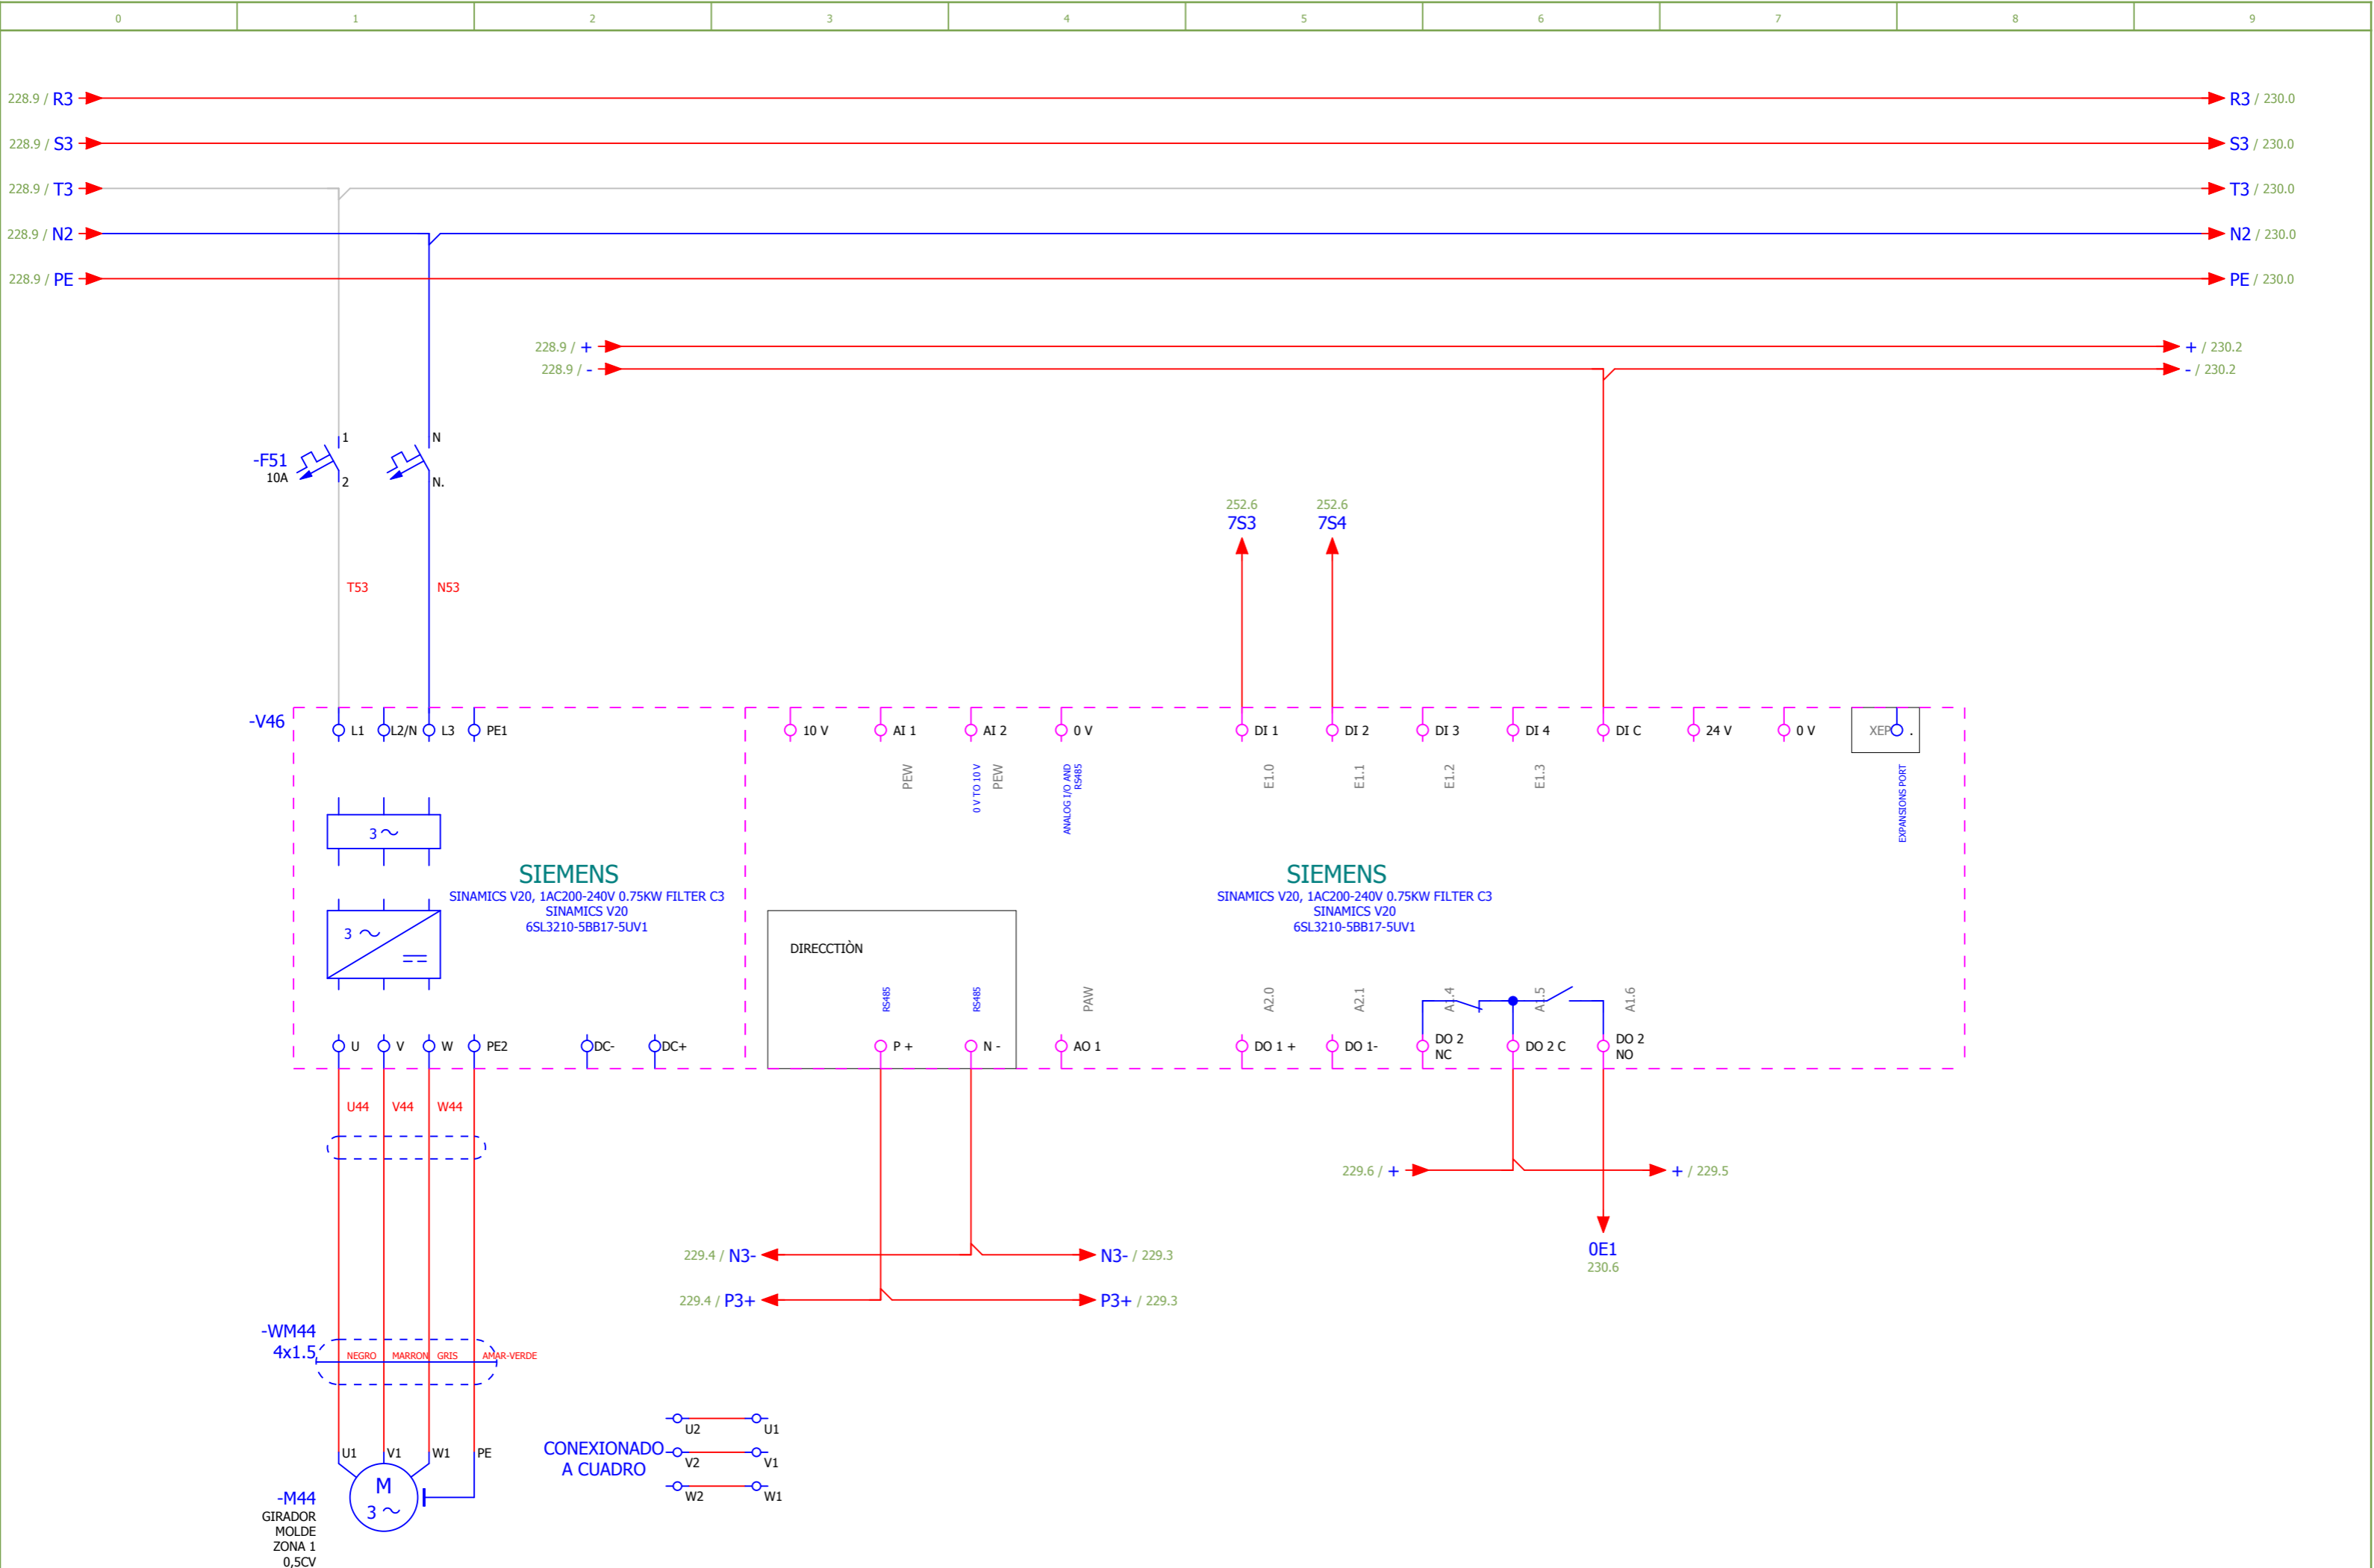 0 1 2 3 4 5 6 7 8 9
228.9 / R3 R3 / 230.0
228.9 / S3 S3 / 230.0
228.9 / T3 T3 / 230.0
228.9 / N2 N2 / 230.0
228.9 / PE PE / 230.0
228.9 / + + / 230.2
228.9 / - - / 230.2
1 N
-F51
10A
2 N.
252.6 252.6
7S3 7S4
T53 N53
-V46
L1 L2/N L3 PE1 10 V AI 1 AI 2 0 V DI 1 DI 2 DI 3 DI 4 DI C 24 V 0 V XEP .
PEW
0 V TO 10 V
PEW
ANALOG I/O AND
RS485
E1.0 E1.1 E1.2 E1.3
EXPANSIONS PORT
3
SIEMENS
SINAMICS V20, 1AC200-240V 0.75KW FILTER C3
SINAMICS V20
6SL3210-5BB17-5UV1
SIEMENS
SINAMICS V20, 1AC200-240V 0.75KW FILTER C3
SINAMICS V20
6SL3210-5BB17-5UV1
3
DIRECCTIÒN
RS485 RS485 PAW A2.0 A2.1 A1.4 A1.5 A1.6
U V W PE2 DC- DC+ P + N - AO 1 DO 1 + DO 1- DO 2 NC DO 2 C DO 2 NO
U44 V44 W44
229.6 / + + / 229.5
229.4 / N3- N3- / 229.3
0E1
230.6
229.4 / P3+ P3+ / 229.3
-WM44
4x1.5
NEGRO MARRON GRIS AMAR-VERDE
U2 U1
CONEXIONADO
A CUADRO
V2 V1
W2 W1
U1 V1 W1 PE
M
3
-M44
GIRADOR
MOLDE
ZONA 1
0,5CV